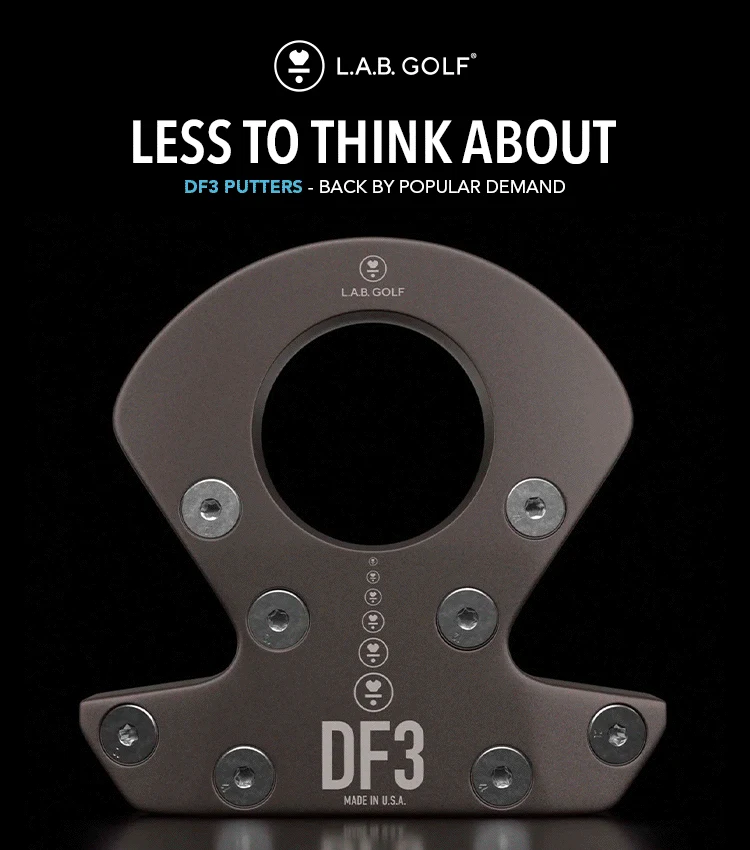 L.A.B. GOLF®
LESS TO THINK ABOUT
DF3 PUTTERS - BACK BY POPULAR DEMAND
L.A.B. GOLF
DF3
MADE IN U.S.A.